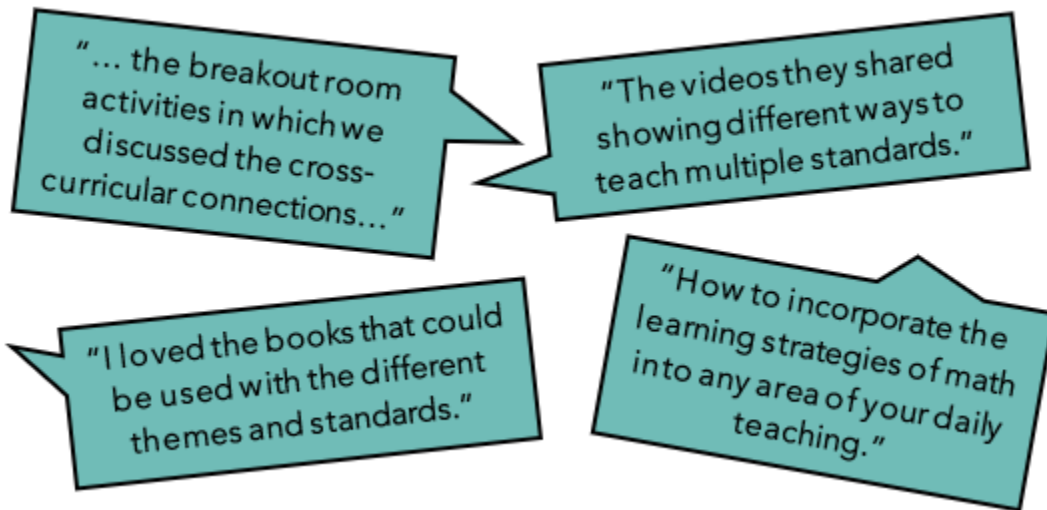 "... the breakout room
activities in which we
discussed the cross-
curricular connections..."
"The videos they shared
showing different ways to
teach multiple standards."
"I loved the books that could
be used with the different
themes and standards."
"How to incorporate the
learning strategies of math
into any area of your daily
teaching."